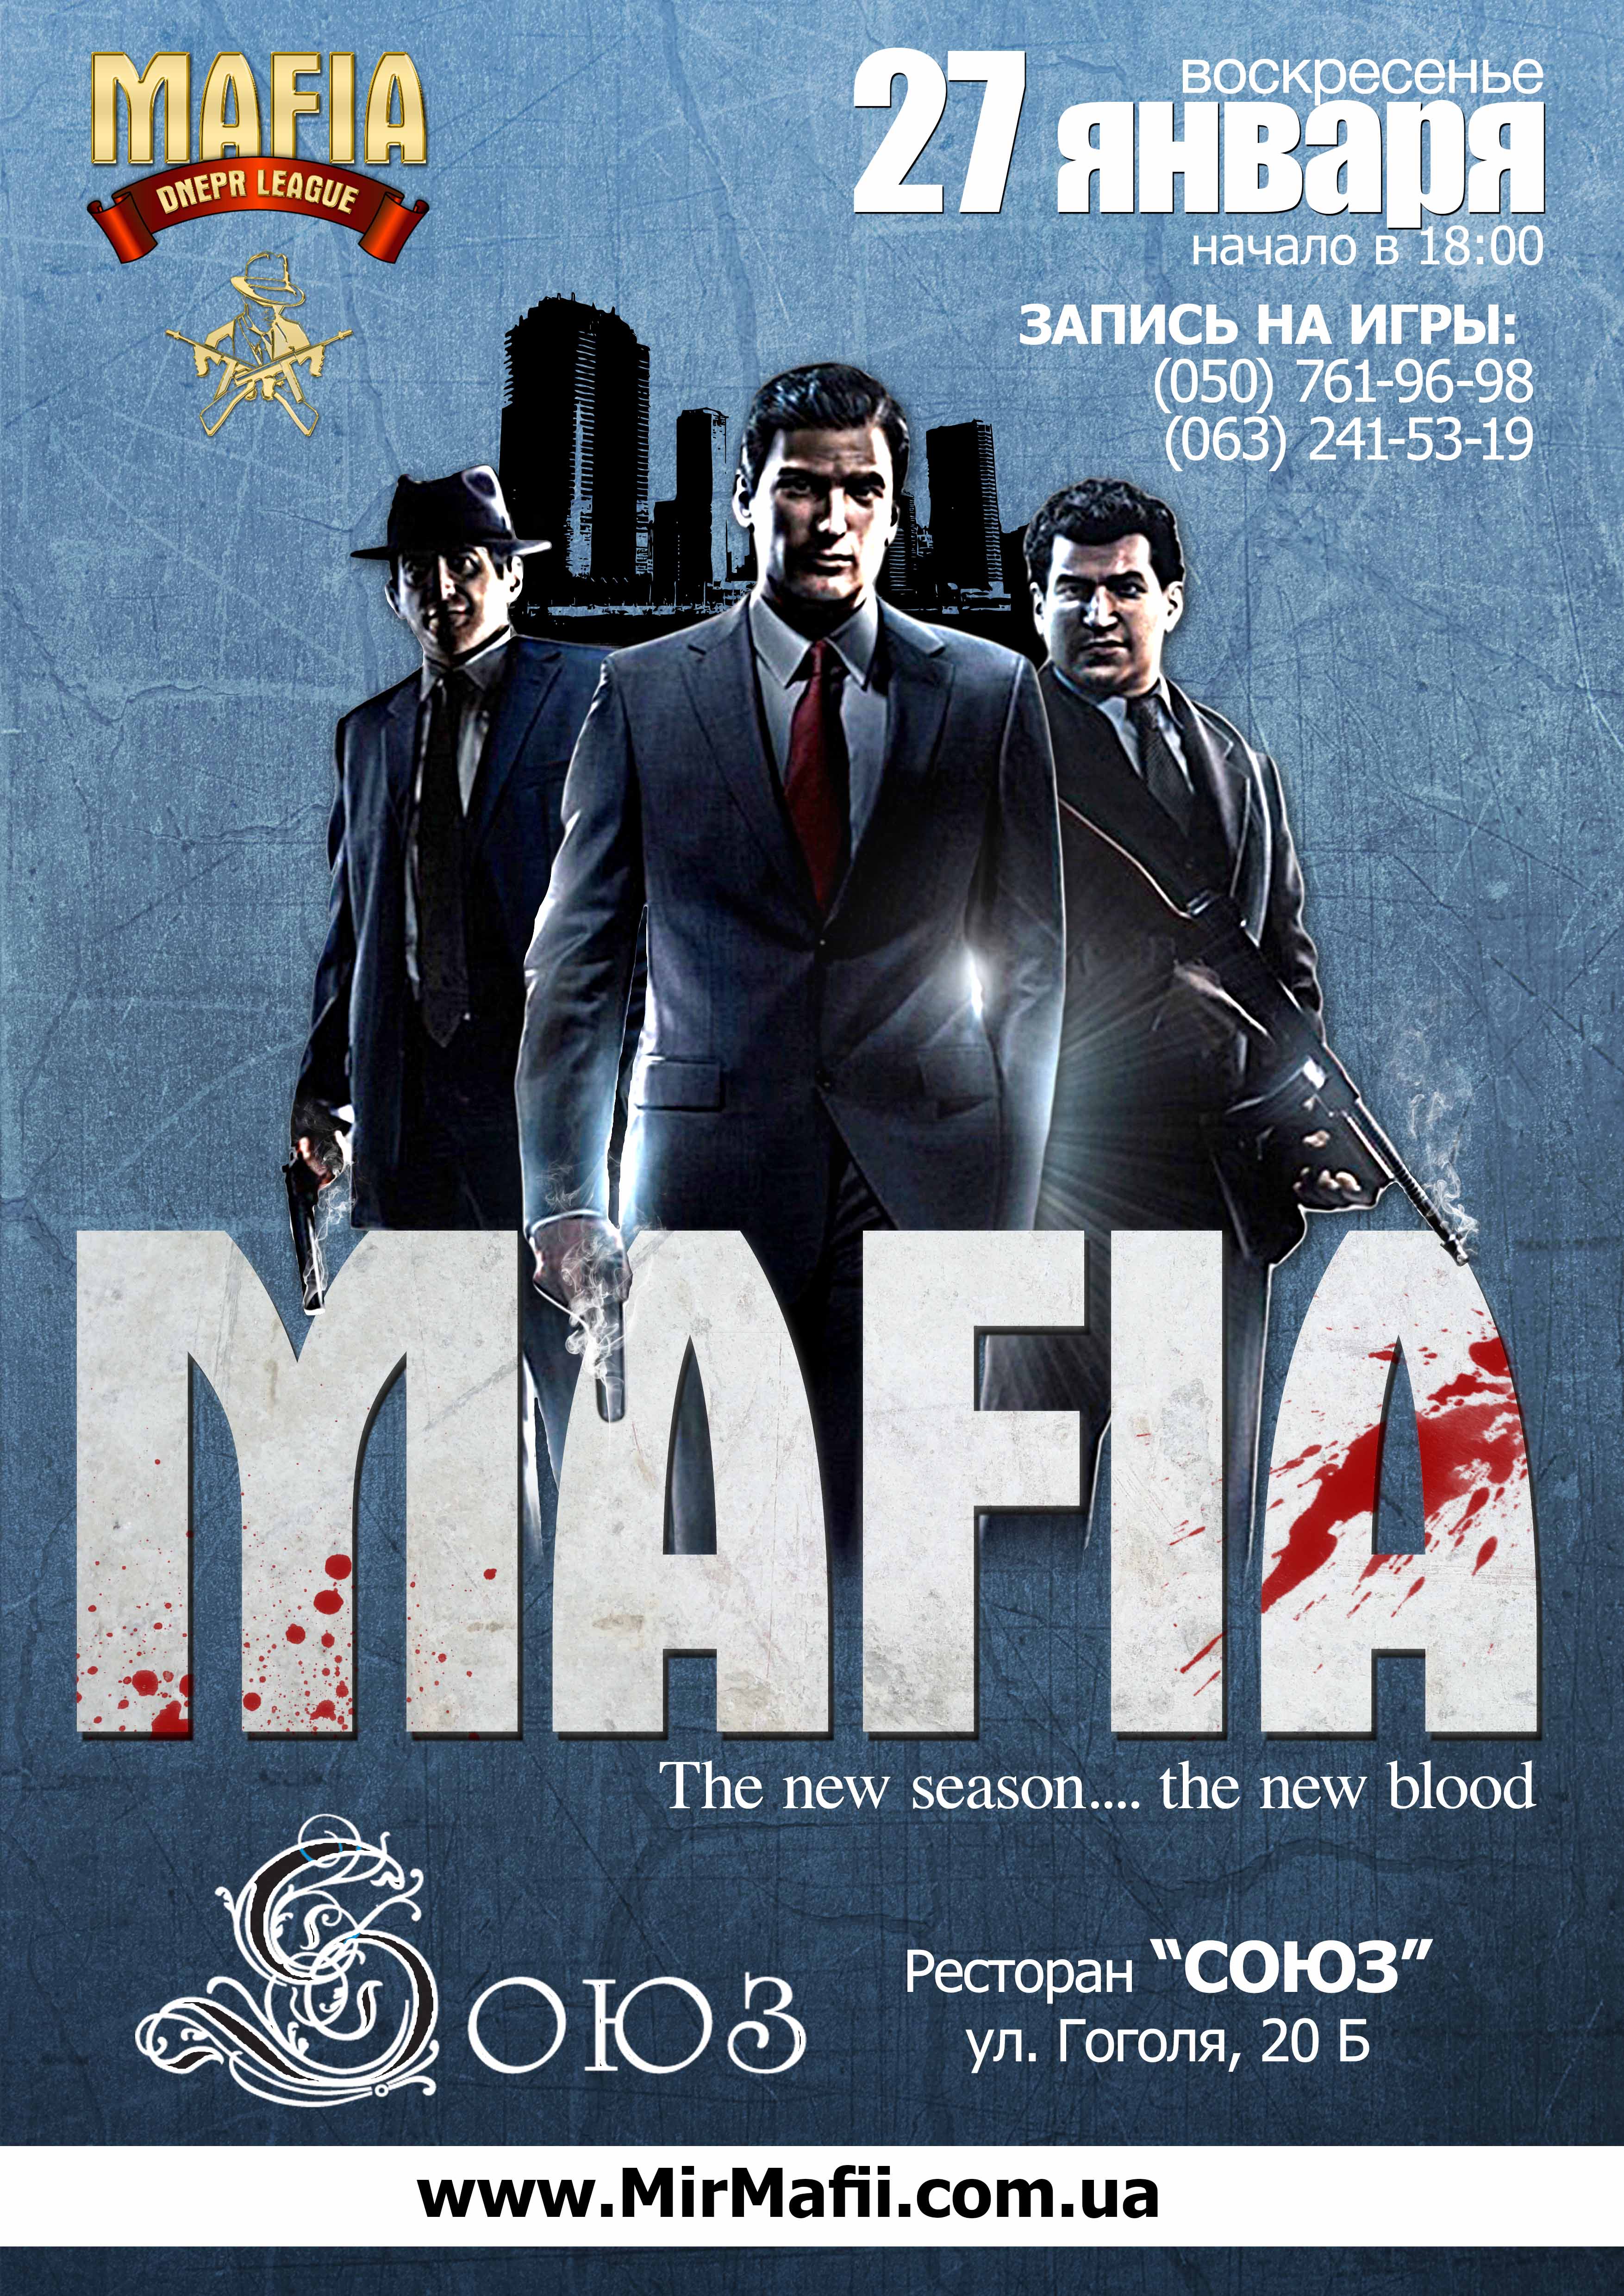 MAFIA
DNEPR LEAGUE
воскресенье
27 января
начало в 18:00
ЗАПИСЬ НА ИГРЫ:
(050) 761-96-98
(063) 241-53-19
MAFIA
The new season.... the new blood
Sоюз
Ресторан “СОЮЗ”
ул. Гоголя, 20 Б
www.MirMafii.com.ua